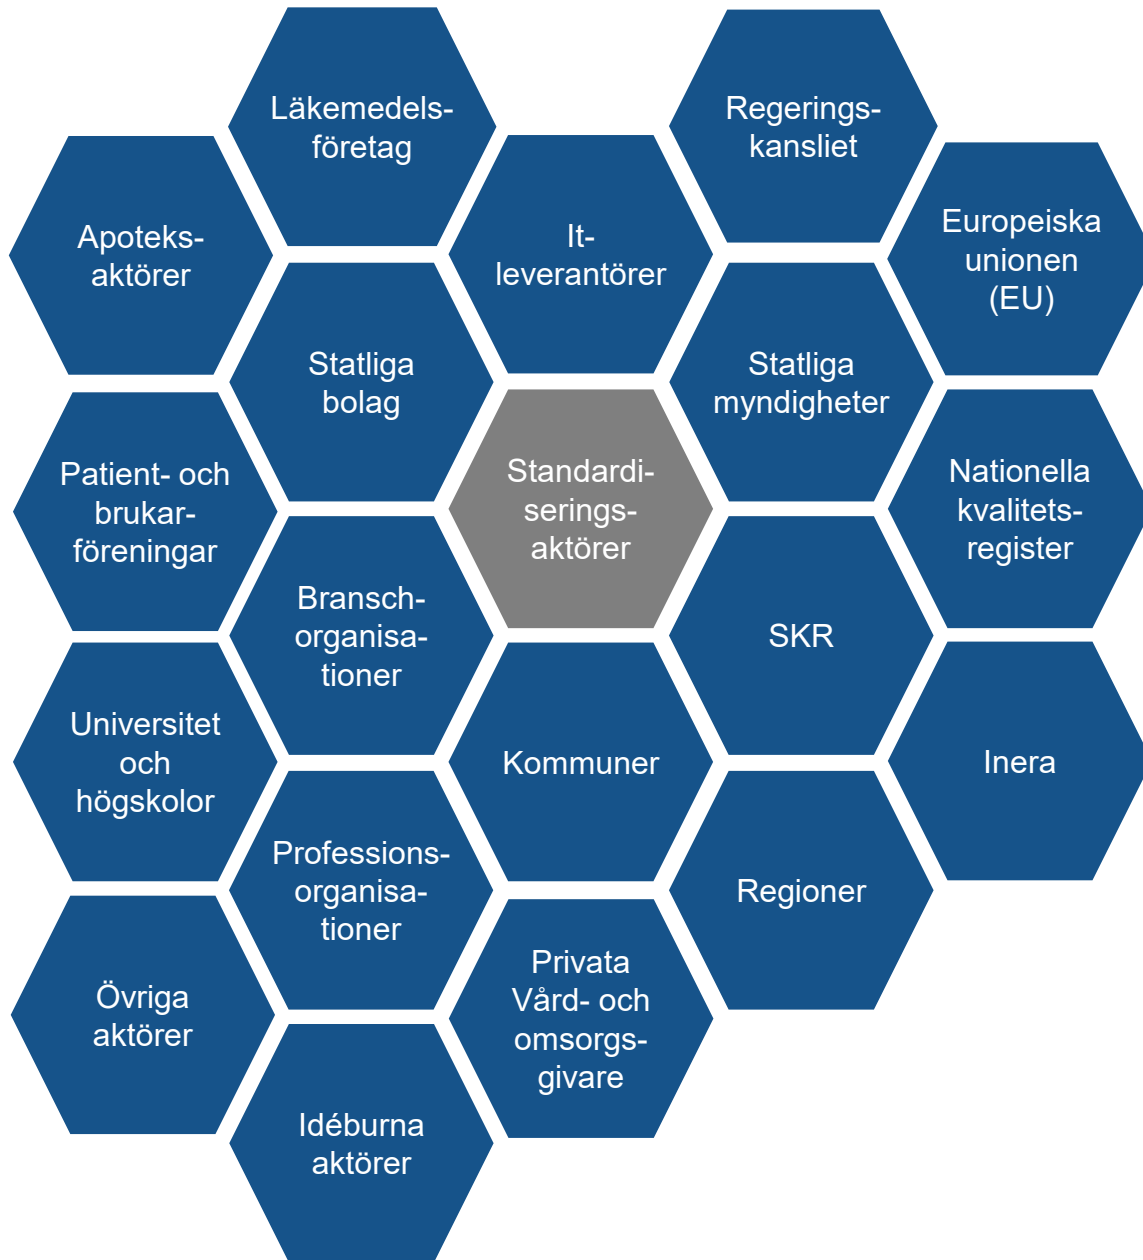 Läkemedels-
företag
Regerings-
kansliet
Apoteks-
aktörer
It-
leverantörer
Europeiska
unionen
(EU)
Statliga
bolag
Statliga
myndigheter
Patient- och
brukar-
föreningar
Standardi-
serings-
aktörer
Nationella
kvalitets-
register
Bransch-
organisa-
tioner
SKR
Universitet
och
högskolor
Kommuner
Inera
Professions-
organisa-
tioner
Regioner
Övriga
aktörer
Privata
Vård- och
omsorgs-
givare
Idéburna
aktörer